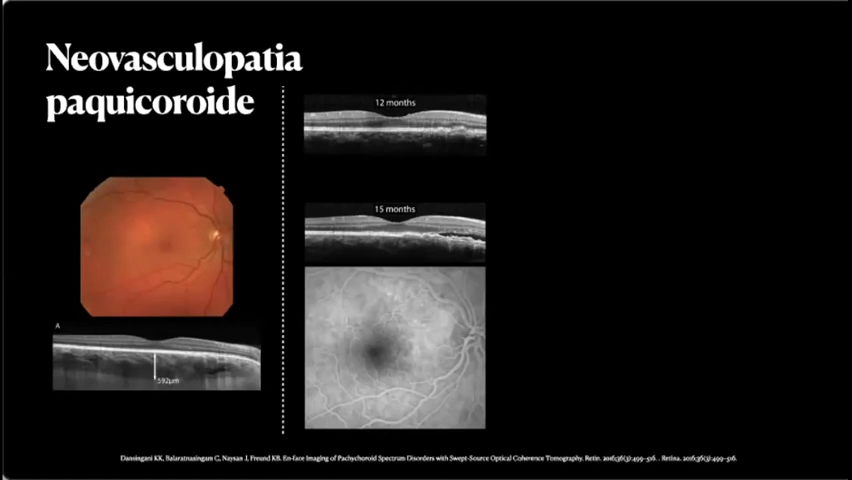 Neovasculopatia
paquicoroide
12 months
15 months
A
592µm
Dansingani KK, Balaratnasingam C, Naysan J, Freund KB. En-face Imaging of Pachychoroid Spectrum Disorders with Swept-Source Optical Coherence Tomography. Retin. 2016;36(3):499–516. . Retina. 2016;36(3):499–516.